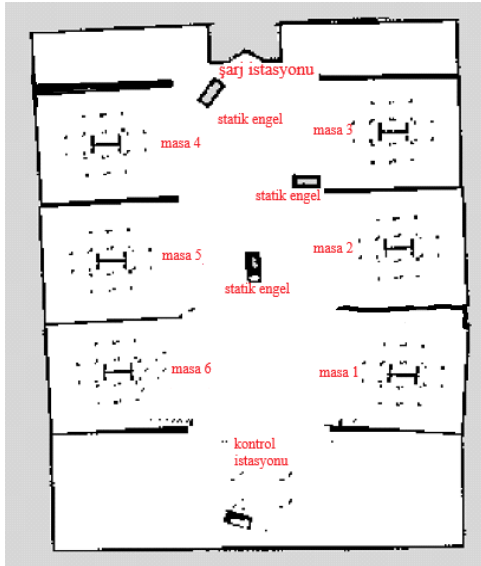 şarj istasyonu
statik engel
masa 4
masa 3
statik engel
masa 5
masa 2
statik engel
masa 6
masa 1
kontrol
istasyonu